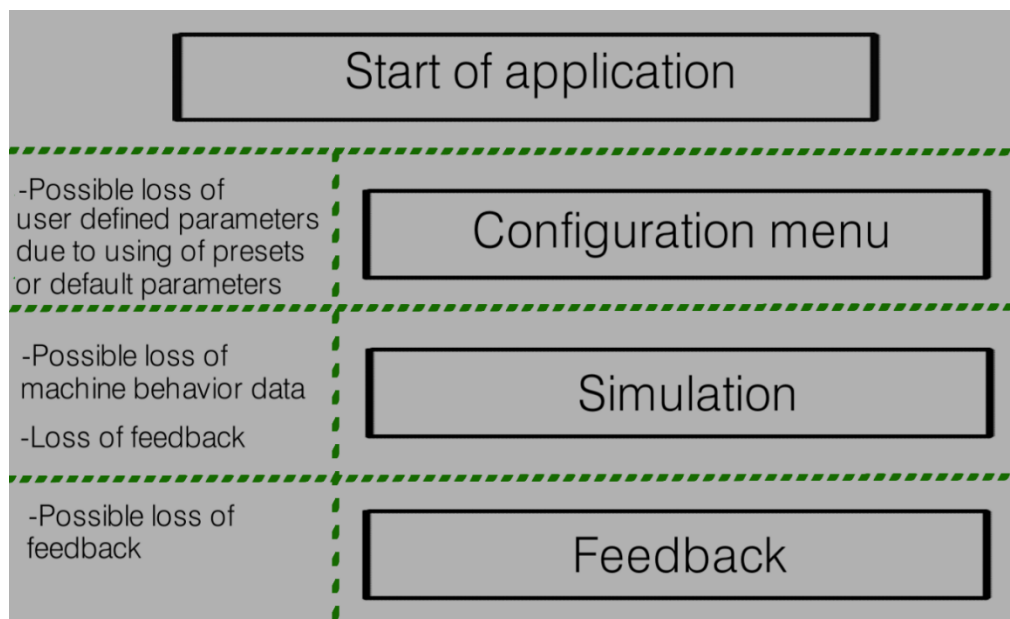 Start of application
-Possible loss of
user defined parameters
due to using of presets
or default parameters
Configuration menu
-Possible loss of
machine behavior data
-Loss of feedback
Simulation
-Possible loss of
feedback
Feedback